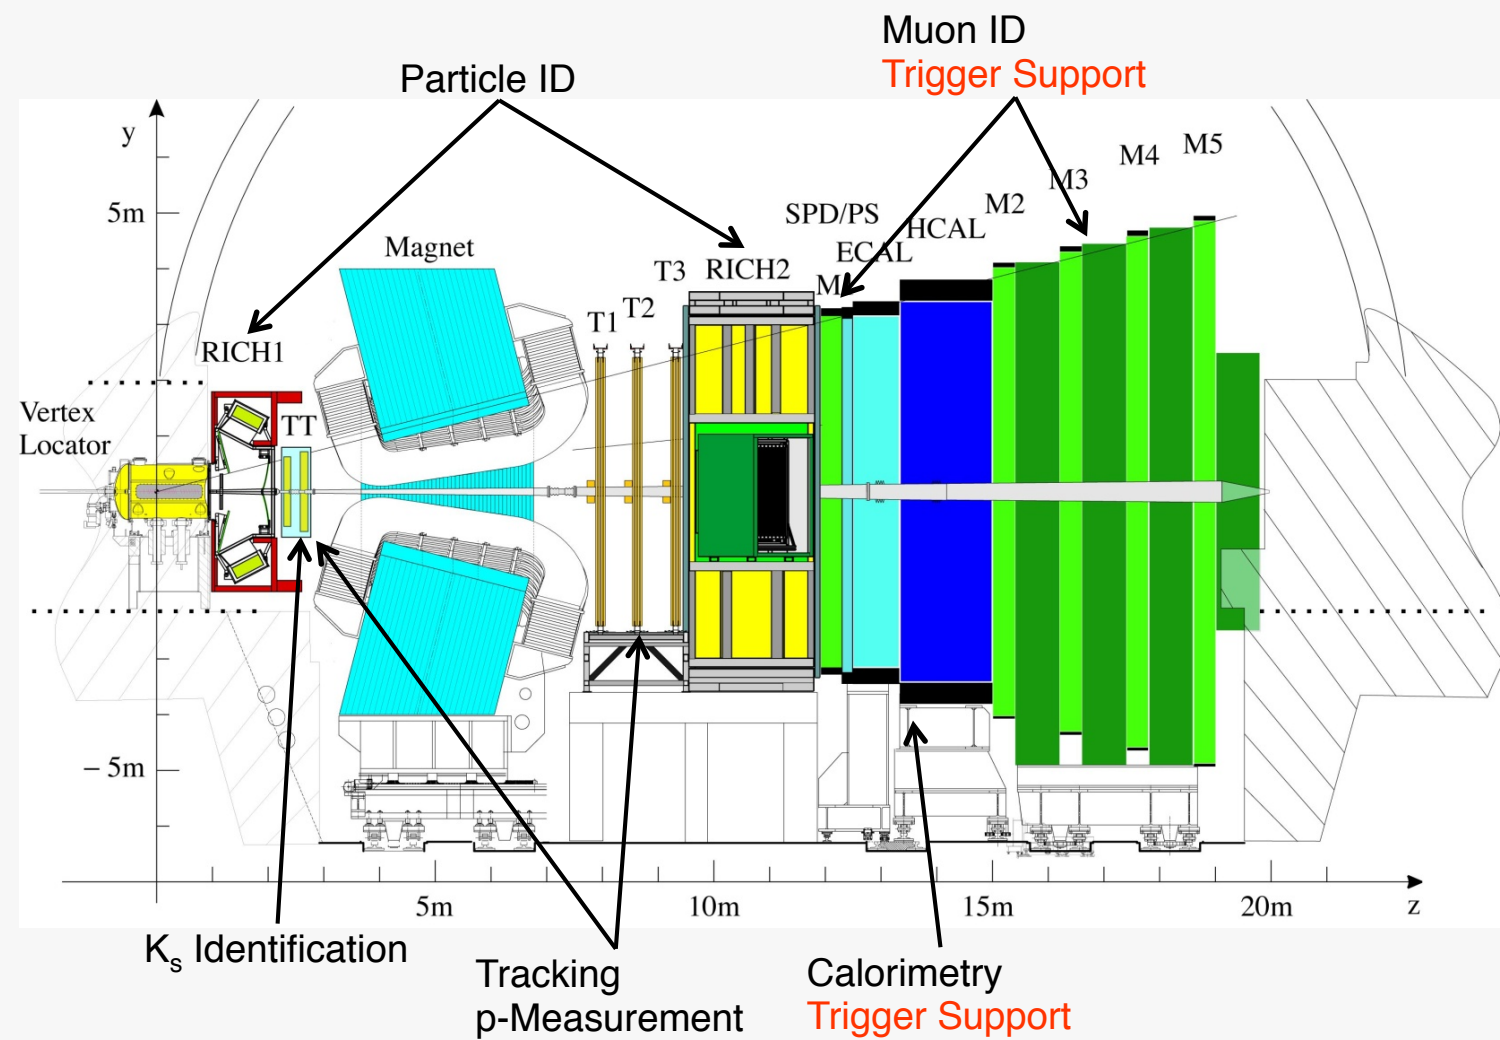 Muon ID
Trigger Support
Particle ID
y
M5
M4
M3
M2
5m
SPD/PS
HCAL
ECAL
Magnet
T3
RICH2
M
T2
T1
RICH1
Vertex
Locator
TT
– 5m
5m
10m
15m
20m
z
Ks Identification
Tracking
p-Measurement
Calorimetry
Trigger Support